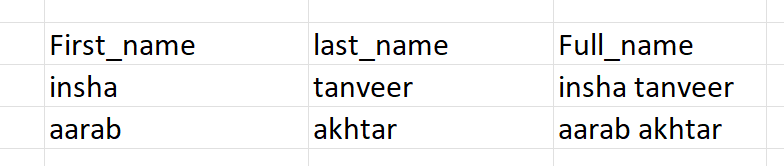 First_name last_name Full_name
insha tanveer insha tanveer
aarab akhtar aarab akhtar